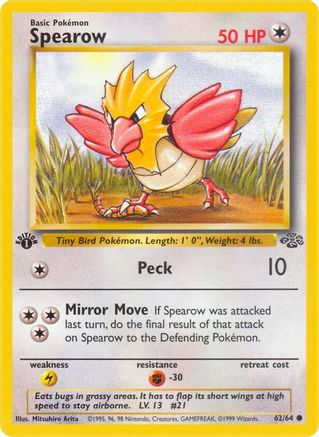 Basic Pokémon
Spearow 50 HP
EDITION
1
Tiny Bird Pokémon. Length: 1' 0", Weight: 4 lbs.
Peck 10
Mirror Move If Spearow was attacked
last turn, do the final result of that attack
on Spearow to the Defending Pokémon.
weakness resistance retreat cost
-30
Eats bugs in grassy areas. It has to flap its short wings at high
speed to stay airborne. LV. 13 #21
Illus. Mitsuhiro Arita ©1995, 96, 98 Nintendo, Creatures, GAMEFREAK. ©1999 Wizards. 62/64